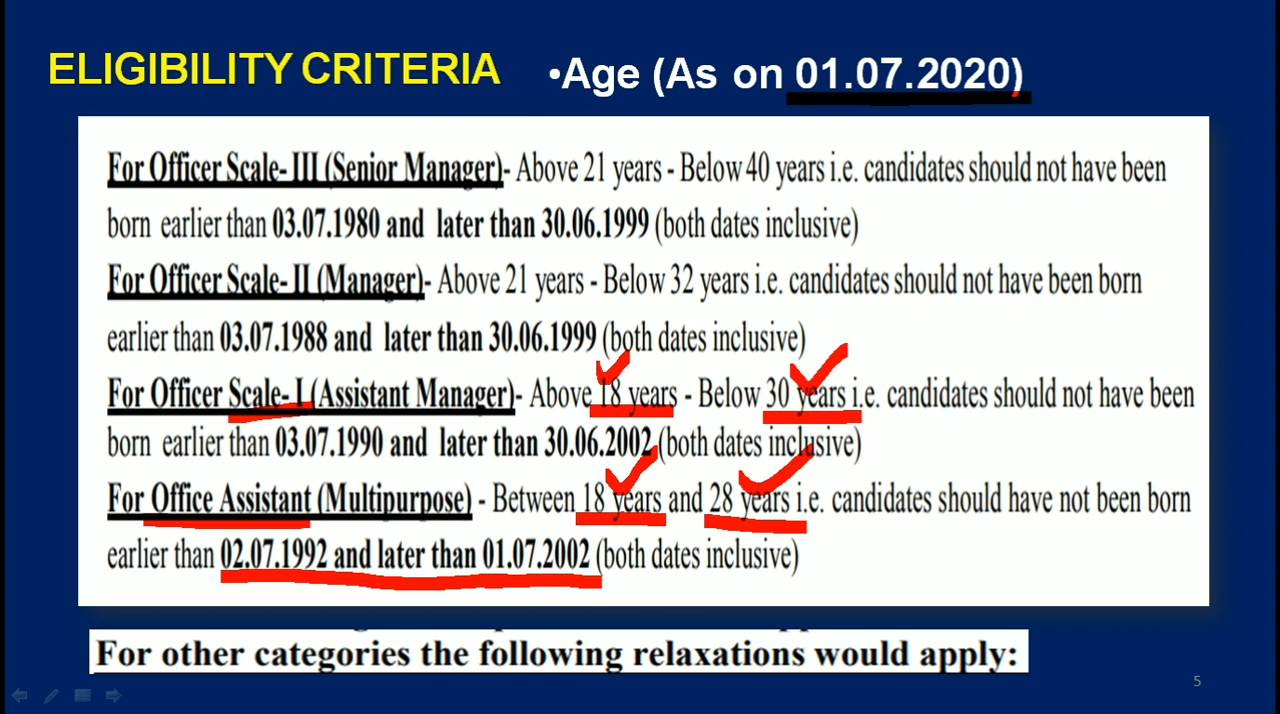 ELIGIBILITY CRITERIA •Age (As on 01.07.2020)
For Officer Scale- III (Senior Manager)- Above 21 years - Below 40 years i.e. candidates should not have been
born earlier than 03.07.1980 and later than 30.06.1999 (both dates inclusive)
For Officer Scale- II (Manager)- Above 21 years - Below 32 years i.e. candidates should not have been born
earlier than 03.07.1988 and later than 30.06.1999 (both dates inclusive)
For Officer Scale- I (Assistant Manager)- Above 18 years - Below 30 years i.e. candidates should not have been
born earlier than 03.07.1990 and later than 30.06.2002 (both dates inclusive)
For Office Assistant (Multipurpose) - Between 18 years and 28 years i.e. candidates should have not been born
earlier than 02.07.1992 and later than 01.07.2002 (both dates inclusive)
For other categories the following relaxations would apply:
5